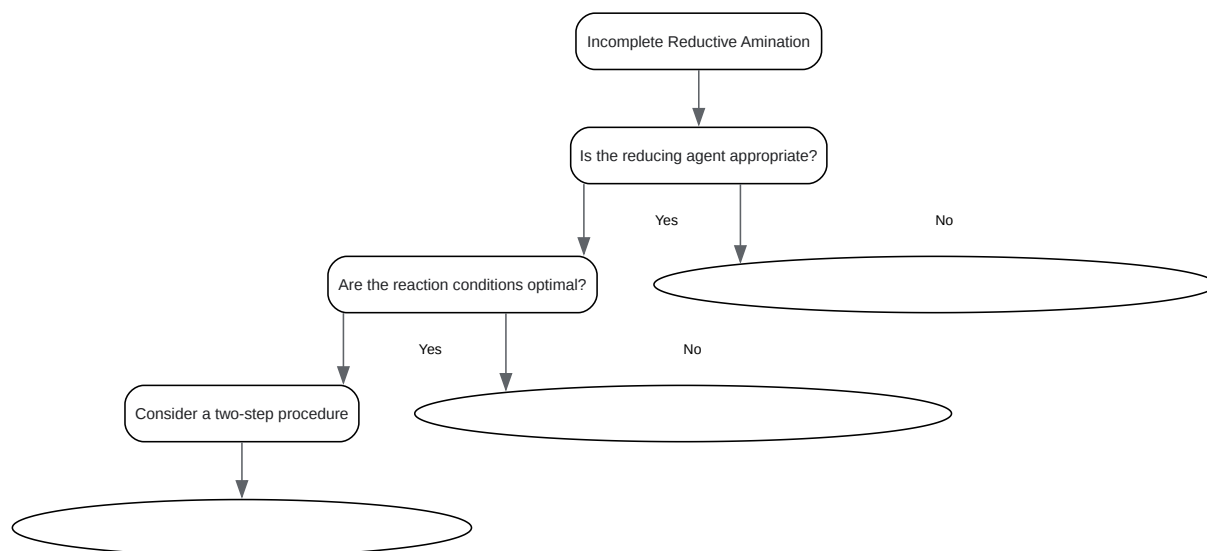 Incomplete Reductive Amination
Is the reducing agent appropriate?
Yes
No
Are the reaction conditions optimal?
Yes
No
Consider a two-step procedure